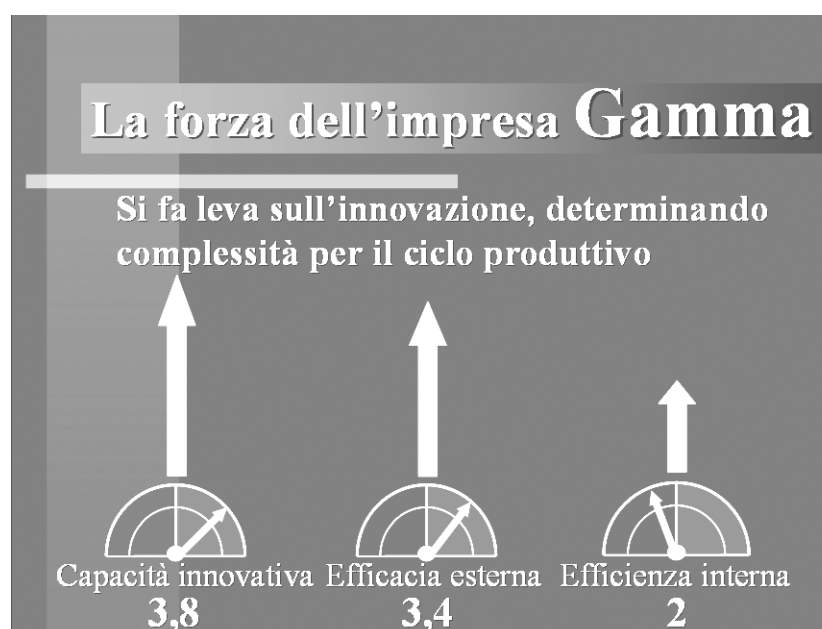 La forza dell'impresa Gamma
Si fa leva sull'innovazione, determinando
complessità per il ciclo produttivo
Capacità innovativa Efficacia esterna Efficienza interna
3,8 3,4 2